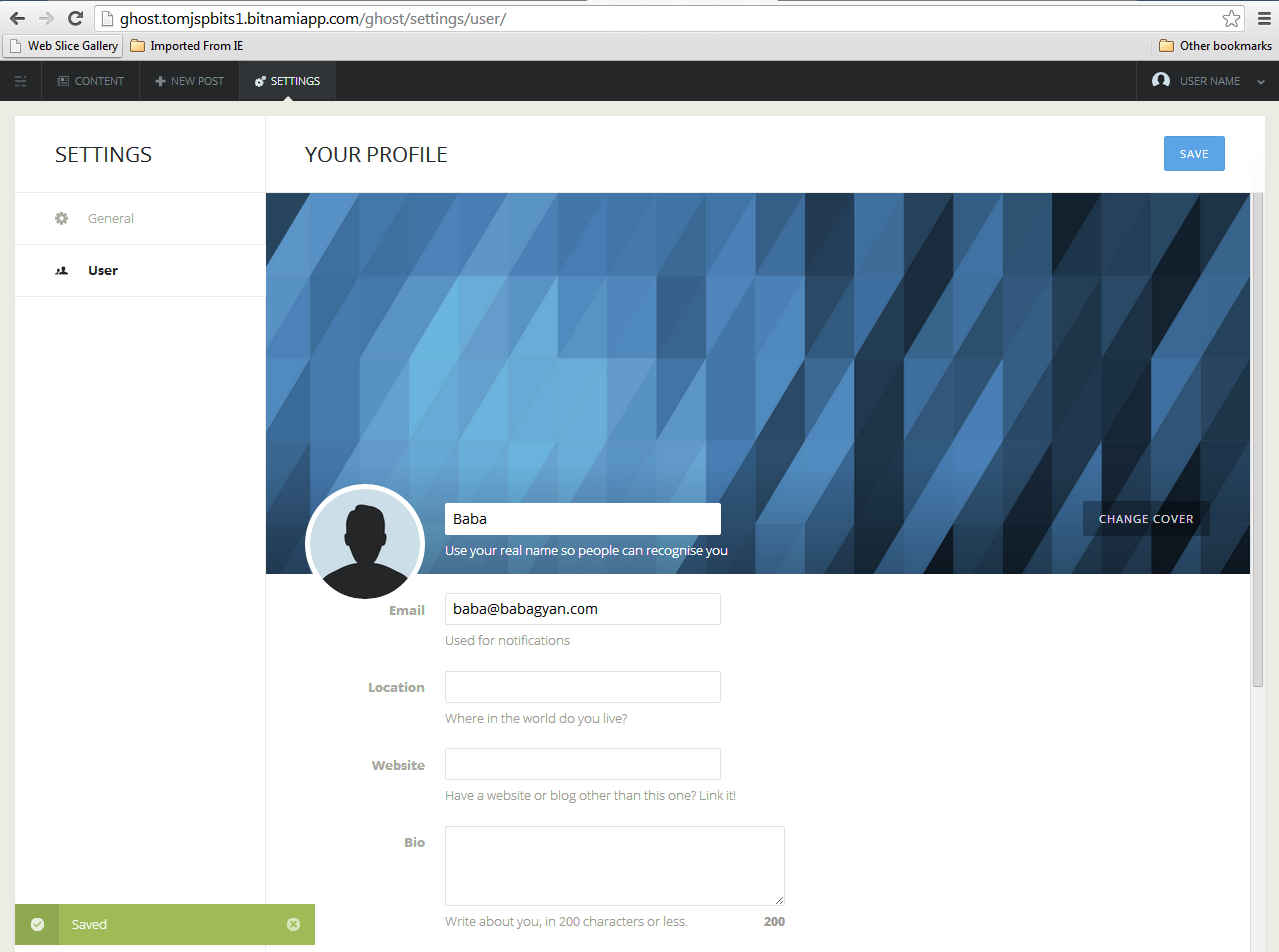 ghost.tomjspbits1.bitnamiapp.com/ghost/settings/user/
Web Slice Gallery Imported From IE Other bookmarks
CONTENT NEW POST SETTINGS USER NAME
SETTINGS YOUR PROFILE SAVE
General
User
Baba
CHANGE COVER
Use your real name so people can recognise you
Email baba@babagyan.com
Used for notifications
Location
Where in the world do you live?
Website
Have a website or blog other than this one? Link it!
Bio
Write about you, in 200 characters or less. 200
Saved